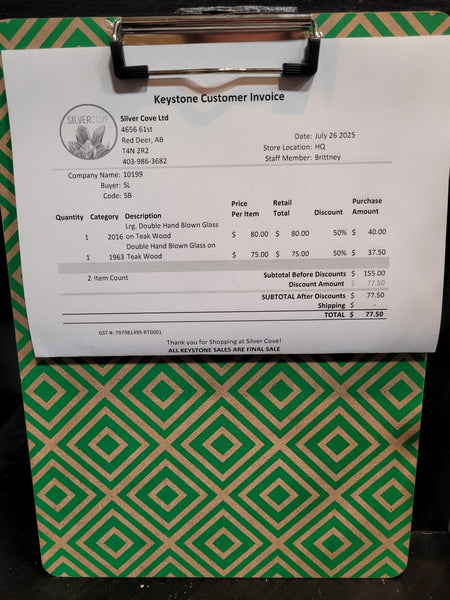 Keystone Customer Invoice
SILVERCOVE
Silver Cove Ltd
4656 61st
Red Deer, AB
T4N 2R2
403-986-3682
Date: July 26 2025
Store Location: HQ
Staff Member: Brittney
Company Name: 10199
Buyer: SL
Code: SB
Quantity Category Description Price Per Item Retail Total Discount Purchase Amount
Lrg. Double Hand Blown Glass
1 2016 on Teak Wood $ 80.00 $ 80.00 50% $ 40.00
Double Hand Blown Glass on
1 1963 Teak Wood $ 75.00 $ 75.00 50% $ 37.50
2 Item Count
Subtotal Before Discounts $ 155.00
Discount Amount $ 77.50
SUBTOTAL After Discounts $ 77.50
Shipping $ -
TOTAL $ 77.50
GST #: 797981495 RT0001
Thank you for Shopping at Silver Cove!
ALL KEYSTONE SALES ARE FINAL SALE